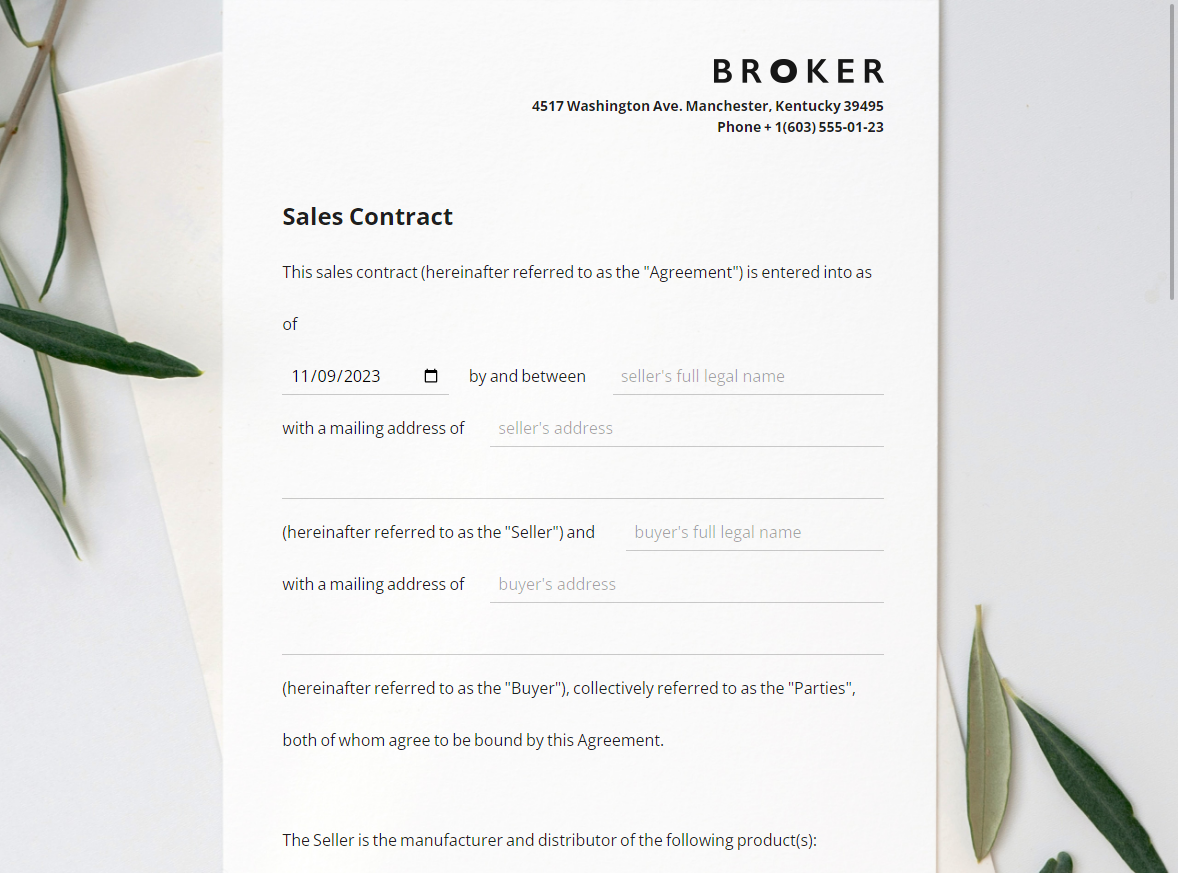 BROKER
4517 Washington Ave. Manchester, Kentucky 39495
Phone + 1(603) 555-01-23
Sales Contract
This sales contract (hereinafter referred to as the "Agreement") is entered into as
of
11/09/2023 by and between seller's full legal name
with a mailing address of seller's address
(hereinafter referred to as the "Seller") and buyer's full legal name
with a mailing address of buyer's address
(hereinafter referred to as the "Buyer"), collectively referred to as the "Parties",
both of whom agree to be bound by this Agreement.
The Seller is the manufacturer and distributor of the following product(s):